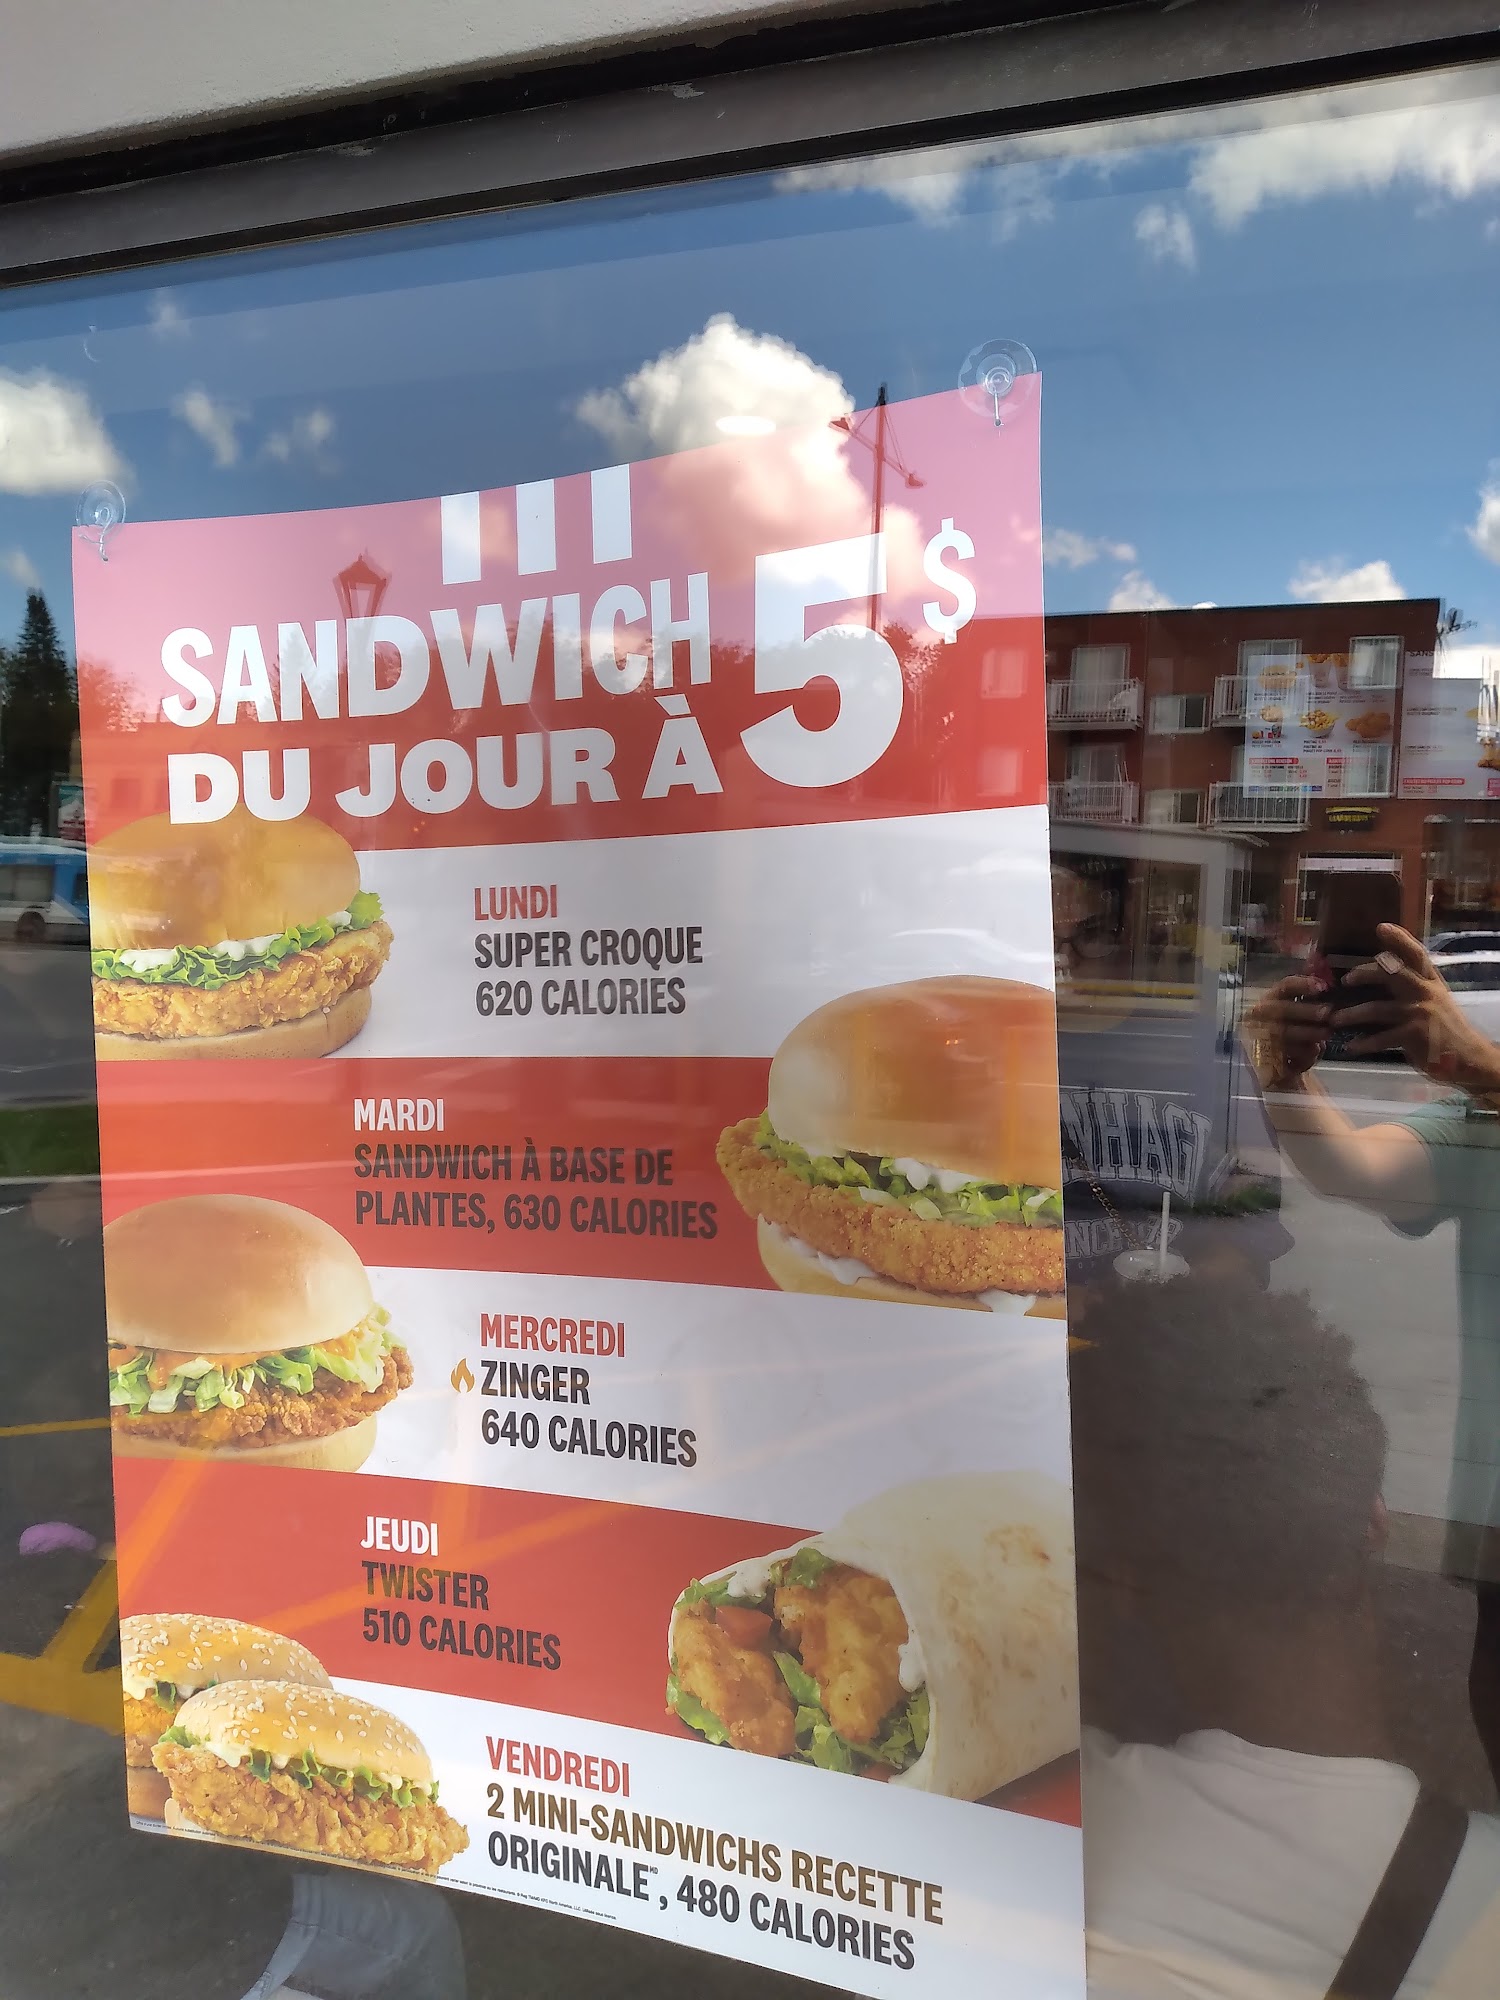 SANDWICH
DU JOUR À 5$
LUNDI
SUPER CROQUE
620 CALORIES
MARDI
SANDWICH À BASE DE
PLANTES, 630 CALORIES
MERCREDI
ZINGER
640 CALORIES
JEUDI
TWISTER
510 CALORIES
VENDREDI
2 MINI-SANDWICHS RECETTE
ORIGINALE MD, 480 CALORIES